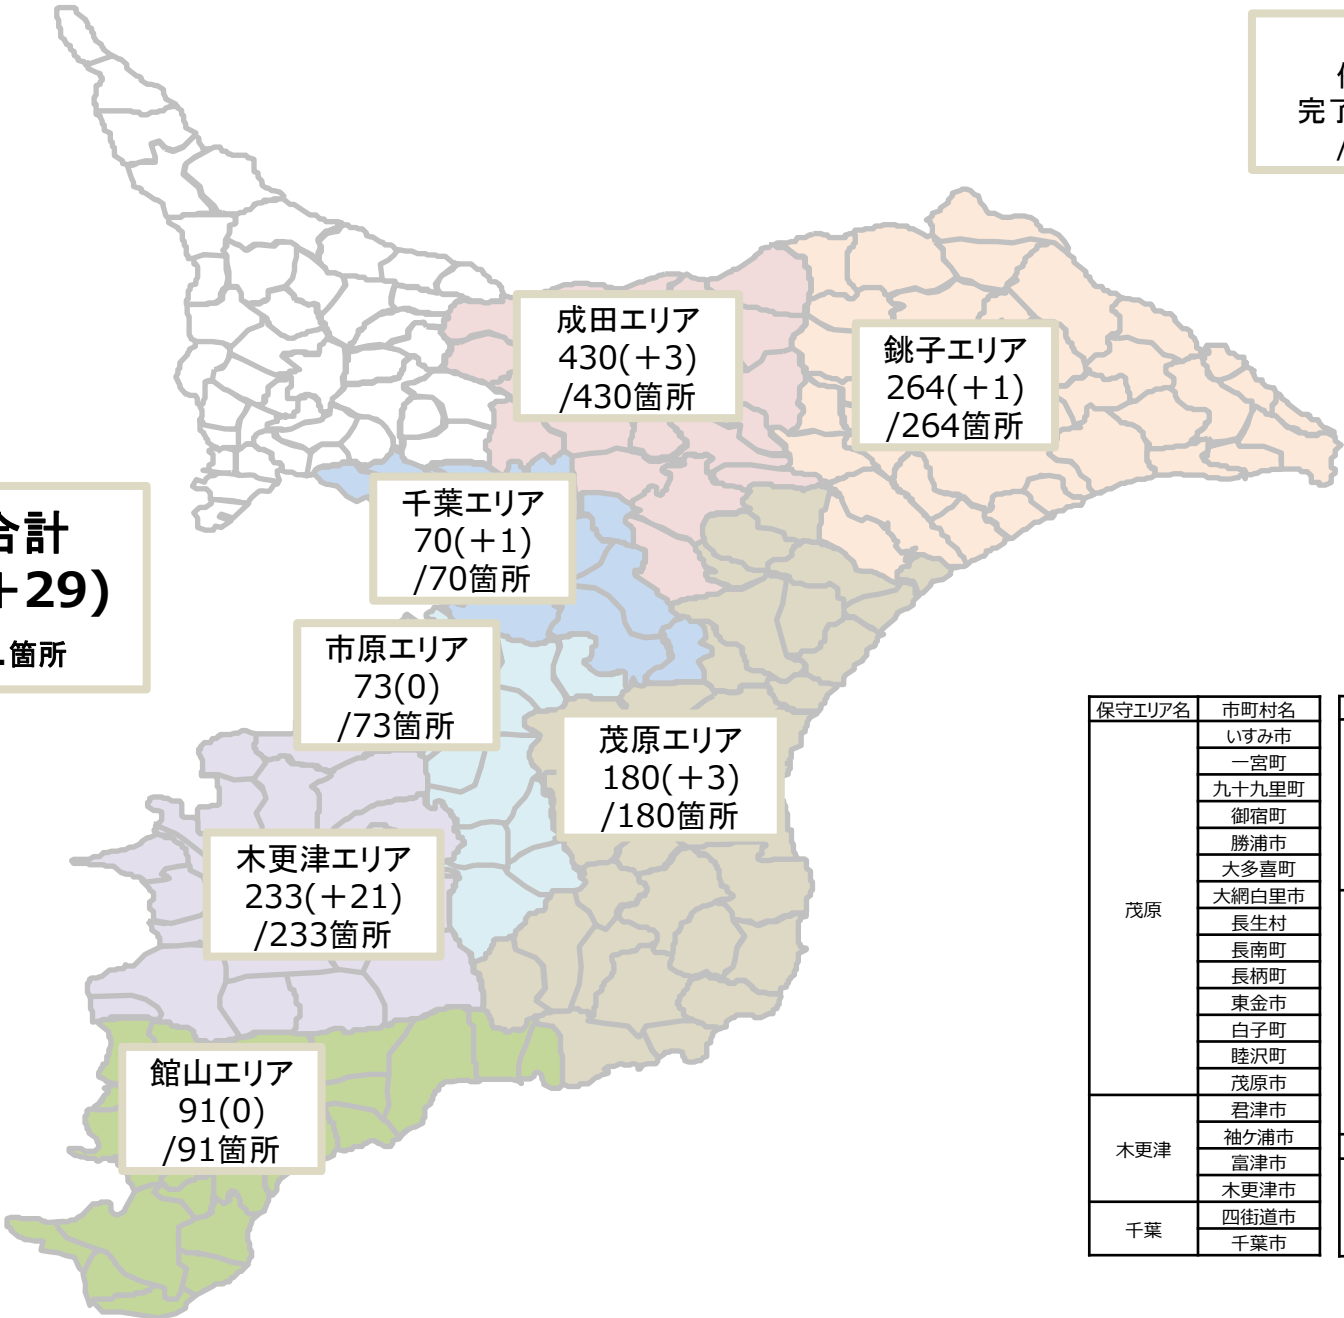 完了
成田エリア
430(+3)
/430箇所
銚子エリア
264(+1)
/264箇所
千葉エリア
70(+1)
/70箇所
合計
+29)
箇所
市原エリア
73(0)
/73箇所
茂原エリア
180(+3)
/180箇所
木更津エリア
233(+21)
/233箇所
館山エリア
91(0)
/91箇所
保守エリア名 市町村名
茂原
いすみ市
一宮町
九十九里町
御宿町
勝浦市
大多喜町
大網白里市
長生村
長南町
長柄町
東金市
白子町
睦沢町
茂原市
木更津
君津市
袖ケ浦市
富津市
木更津市
千葉
四街道市
千葉市